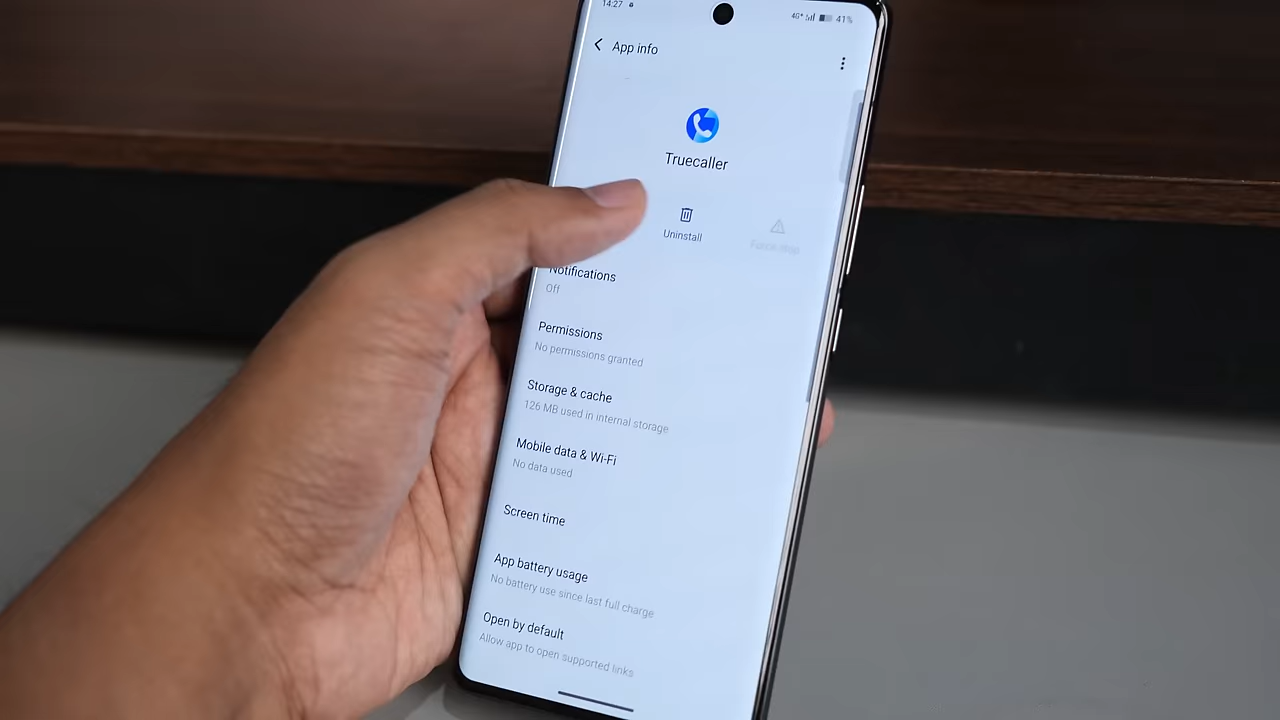 14:27
4G+ 41%
App info
Truecaller
Uninstall
Force stop
Notifications
Off
Permissions
No permissions granted
Storage & cache
126 MB used in internal storage
Mobile data & Wi-Fi
No data used
Screen time
App battery usage
No battery use since last full charge
Open by default
Allow app to open supported links